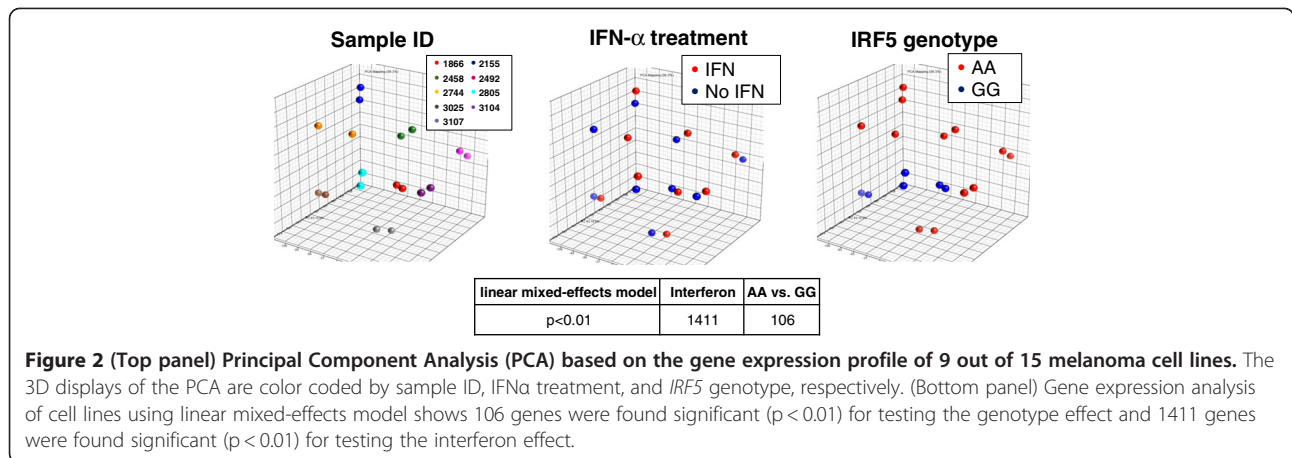 Sample ID
1866 2155
2458 2492
2744 2805
3025 3104
3107
IFN-α treatment
IFN
No IFN
IRF5 genotype
AA
GG
linear mixed-effects model Interferon AA vs. GG
p<0.01 1411 106
Figure 2 (Top panel) Principal Component Analysis (PCA) based on the gene expression profile of 9 out of 15 melanoma cell lines. The
3D displays of the PCA are color coded by sample ID, IFNα treatment, and IRF5 genotype, respectively. (Bottom panel) Gene expression analysis
of cell lines using linear mixed-effects model shows 106 genes were found significant (p < 0.01) for testing the genotype effect and 1411 genes
were found significant (p < 0.01) for testing the interferon effect.